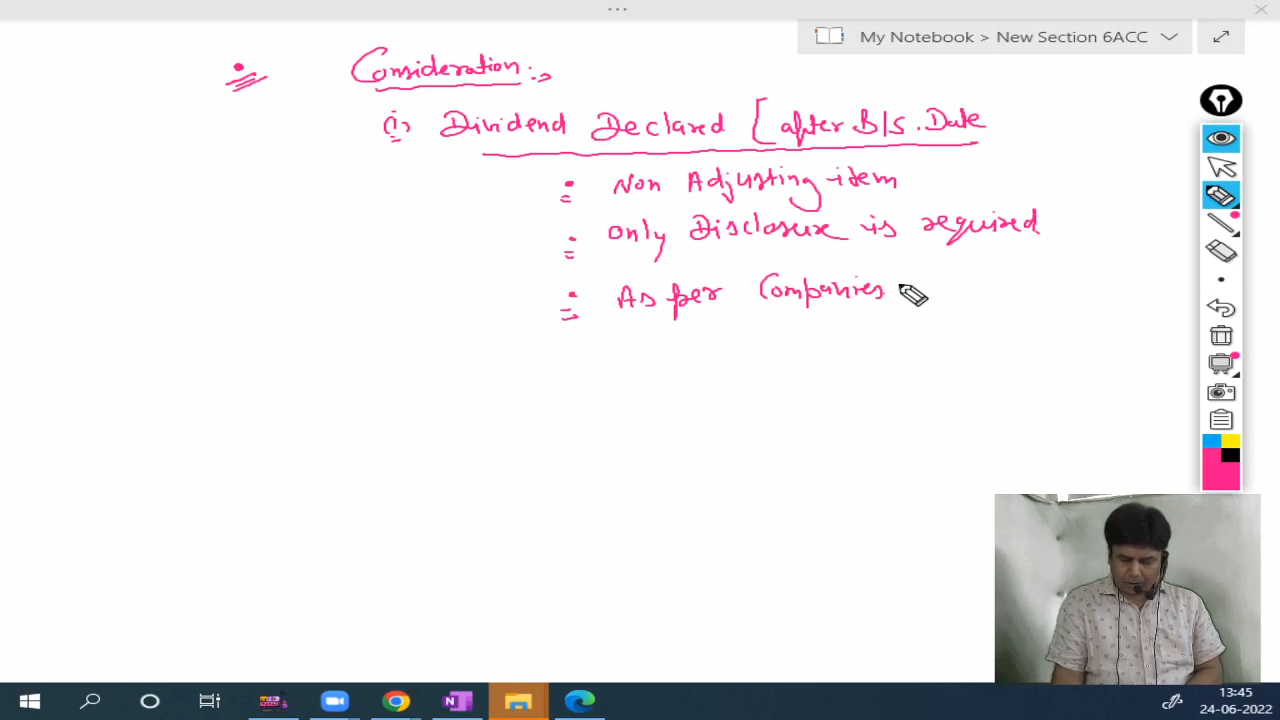 My Notebook > New Section 6ACC
Consideration :-
(1) Dividend Declared [after B/S. Date
Non Adjusting item
only Disclosure is required
As per Companies
13:45
24-06-2022